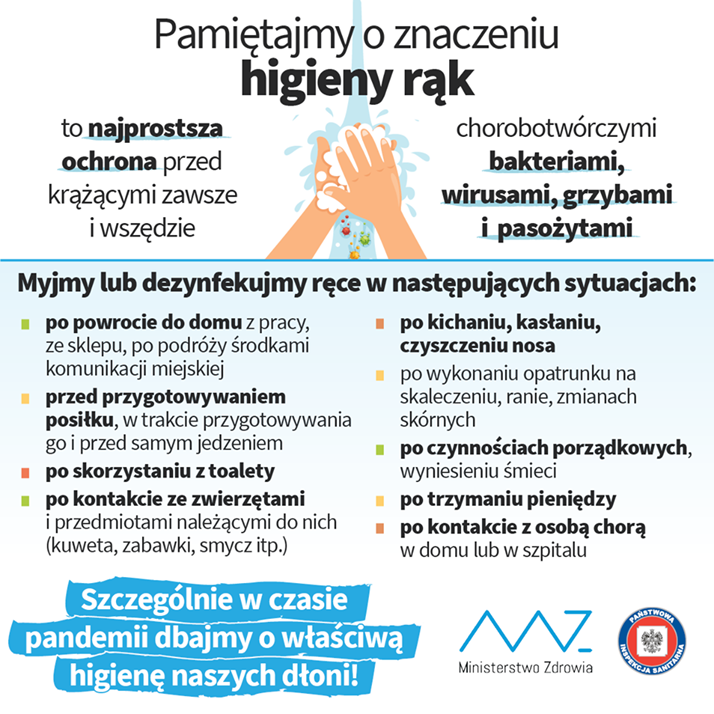 Pamiętajmy o znaczeniu
higieny rąk
to najprostsza
ochrona przed
krążącymi zawsze
i wszędzie
chorobotwórczymi
bakteriami,
wirusami, grzybami
i pasożytami
Myjmy lub dezynfekujmy ręce w następujących sytuacjach:
po powrocie do domu z pracy,
ze sklepu, po podróży środkami
komunikacji miejskiej
przed przygotowywaniem
posiłku, w trakcie przygotowywania
go i przed samym jedzeniem
po skorzystaniu z toalety
po kontakcie ze zwierzętami
i przedmiotami należącymi do nich
(kuweta, zabawki, smycz itp.)
po kichaniu, kasłaniu,
czyszczeniu nosa
po wykonaniu opatrunku na
skaleczeniu, ranie, zmianach
skórnych
po czynnościach porządkowych,
wyniesieniu śmieci
po trzymaniu pieniędzy
po kontakcie z osobą chorą
w domu lub w szpitalu
Szczególnie w czasie
pandemii dbajmy o właściwą
higienę naszych dłoni!
Ministerstwo Zdrowia
PAŃSTWOWA
INSPEKCJA SANITARNA